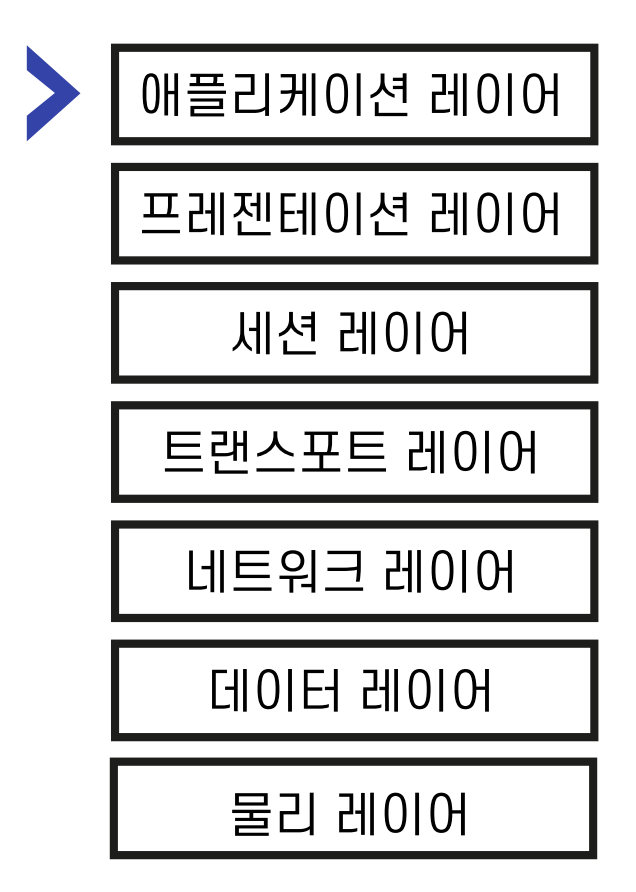 애플리케이션 레이어
프레젠테이션 레이어
세션 레이어
트랜스포트 레이어
네트워크 레이어
데이터 레이어
물리 레이어